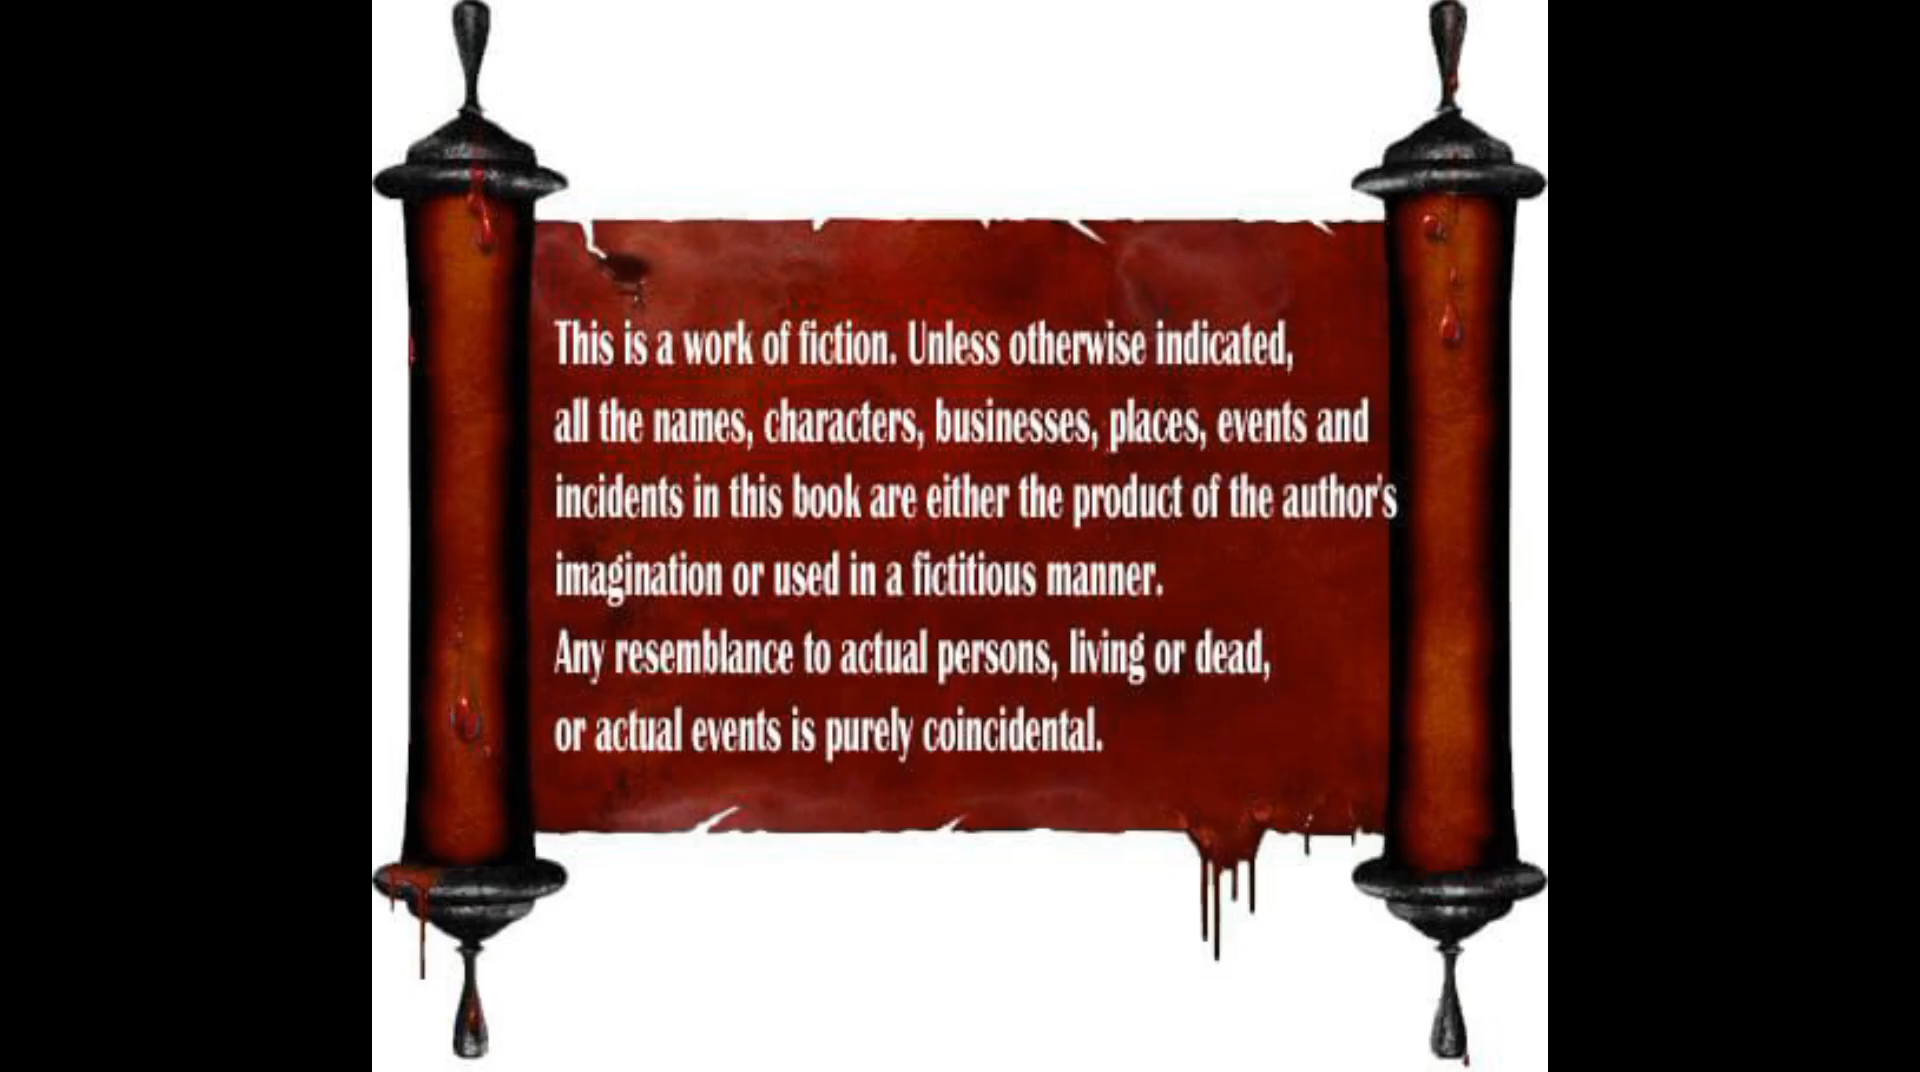 This is a work of fiction. Unless otherwise indicated,
all the names, characters, businesses, places, events and
incidents in this book are either the product of the author's
imagination or used in a fictitious manner.
Any resemblance to actual persons, living or dead,
or actual events is purely coincidental.